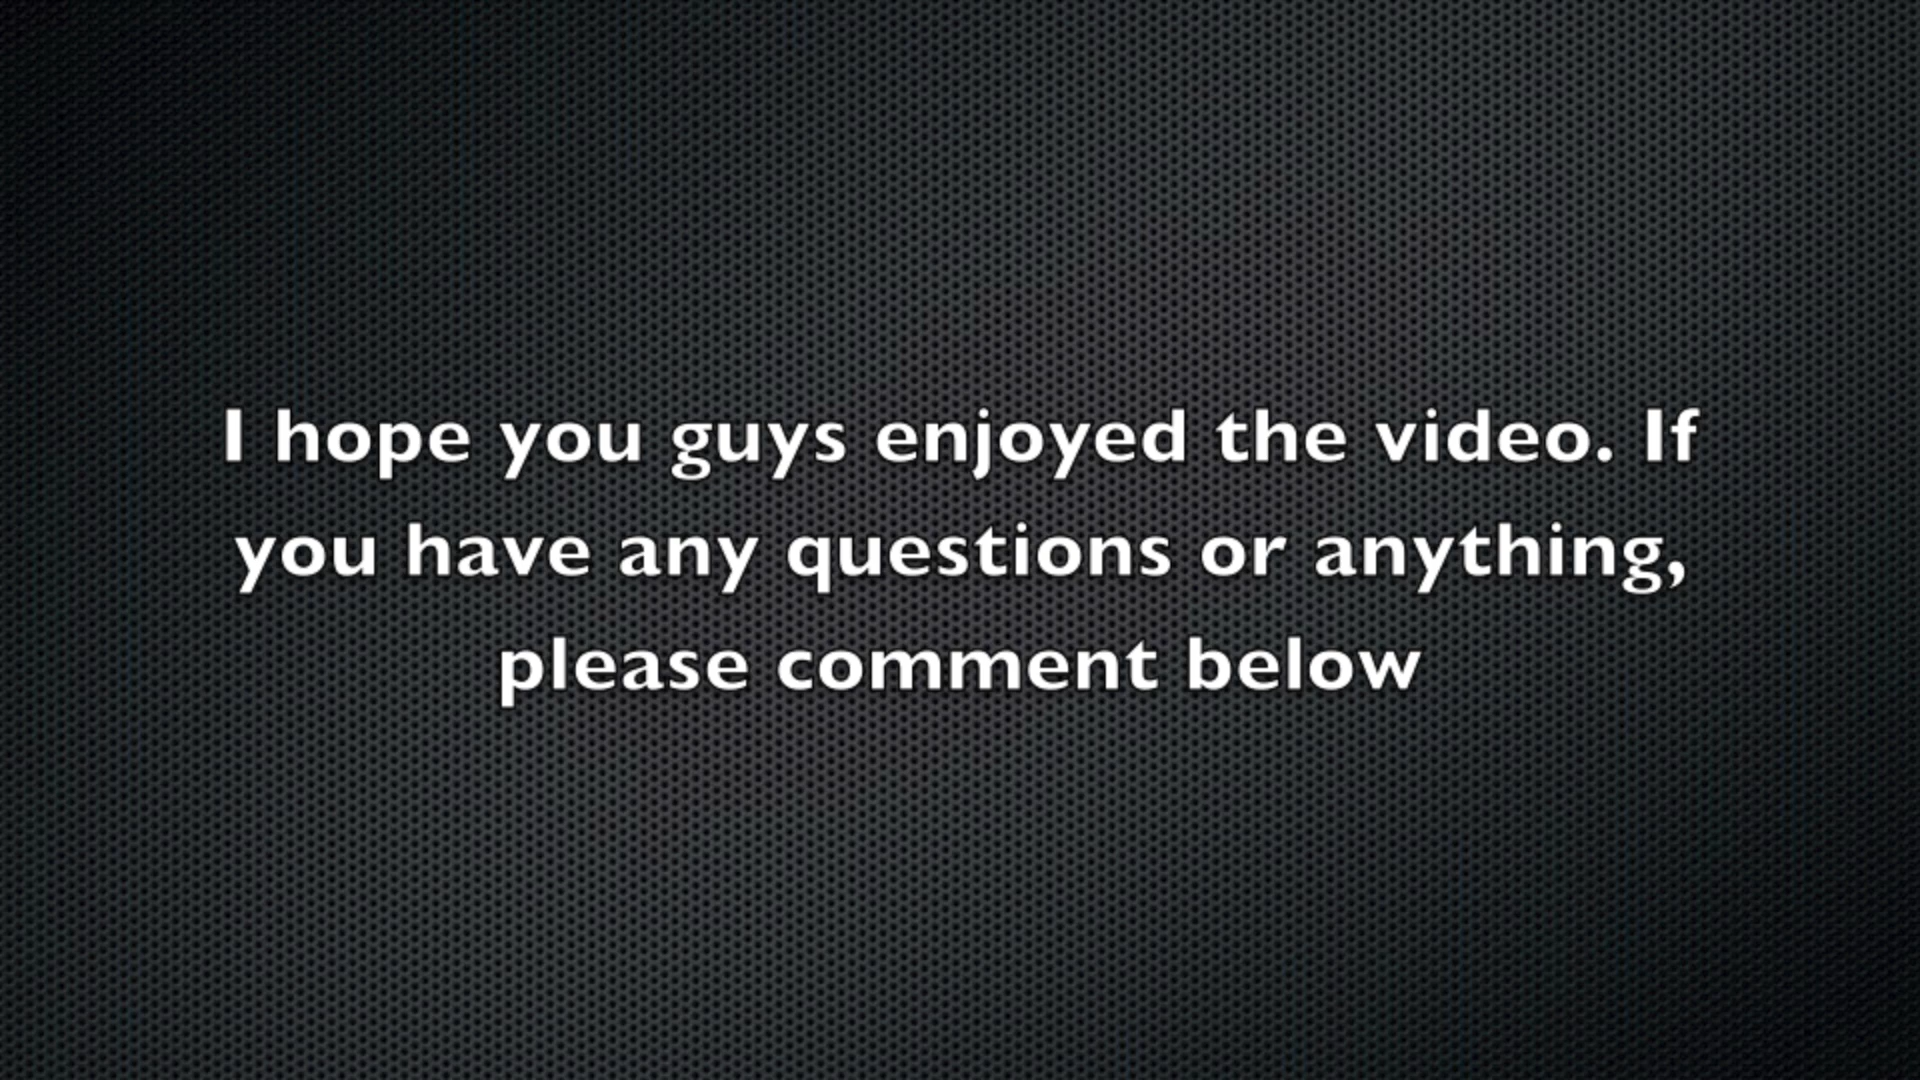 I hope you guys enjoyed the video. If
you have any questions or anything,
please comment below